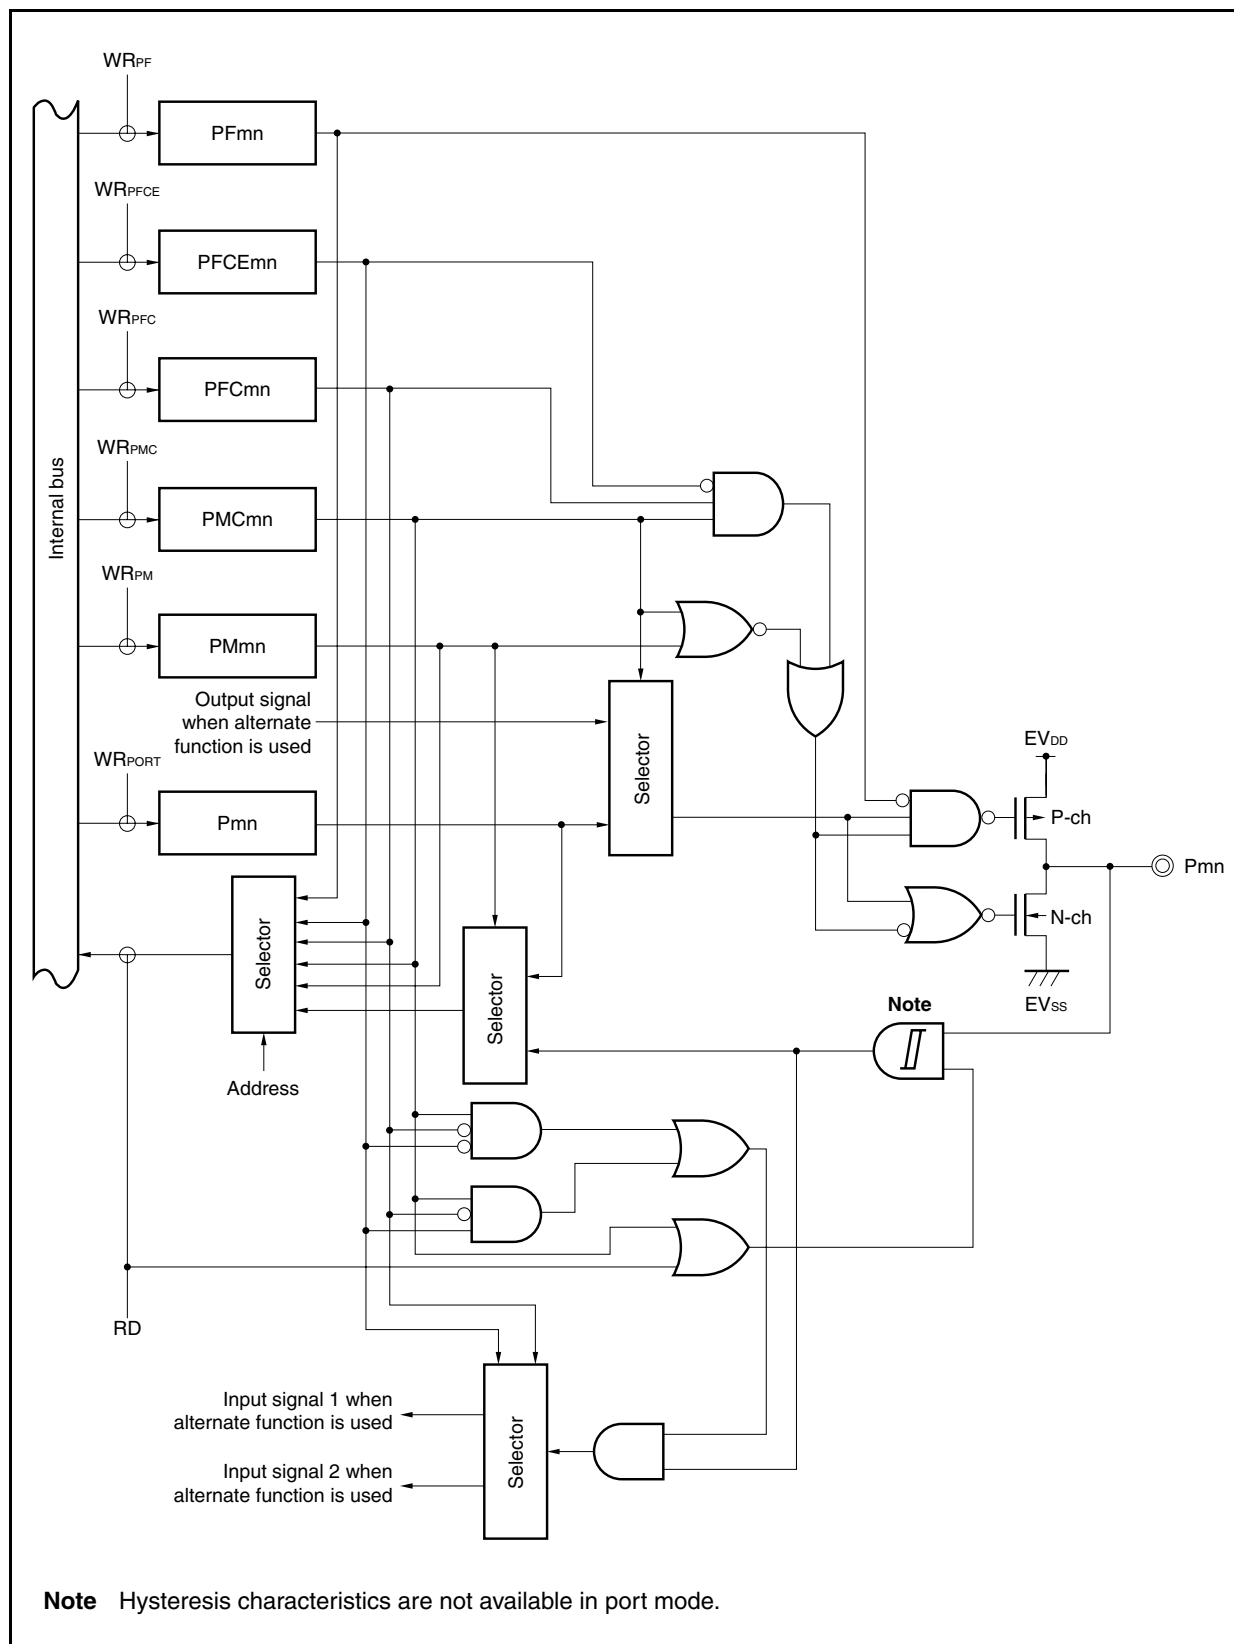 WRPF
PFmn
WRPFCE
PFCEmn
WRPFC
PFCmn
WRPMC
PMCmn
Internal bus
WRPM
PMmn
Output signal
when alternate
function is used
Selector
WRPORT
Pmn
EVDD
P-ch
Pmn
N-ch
EVSS
Selector
Selector
Note
Address
RD
Input signal 1 when
alternate function is used
Selector
Input signal 2 when
alternate function is used
Note Hysteresis characteristics are not available in port mode.